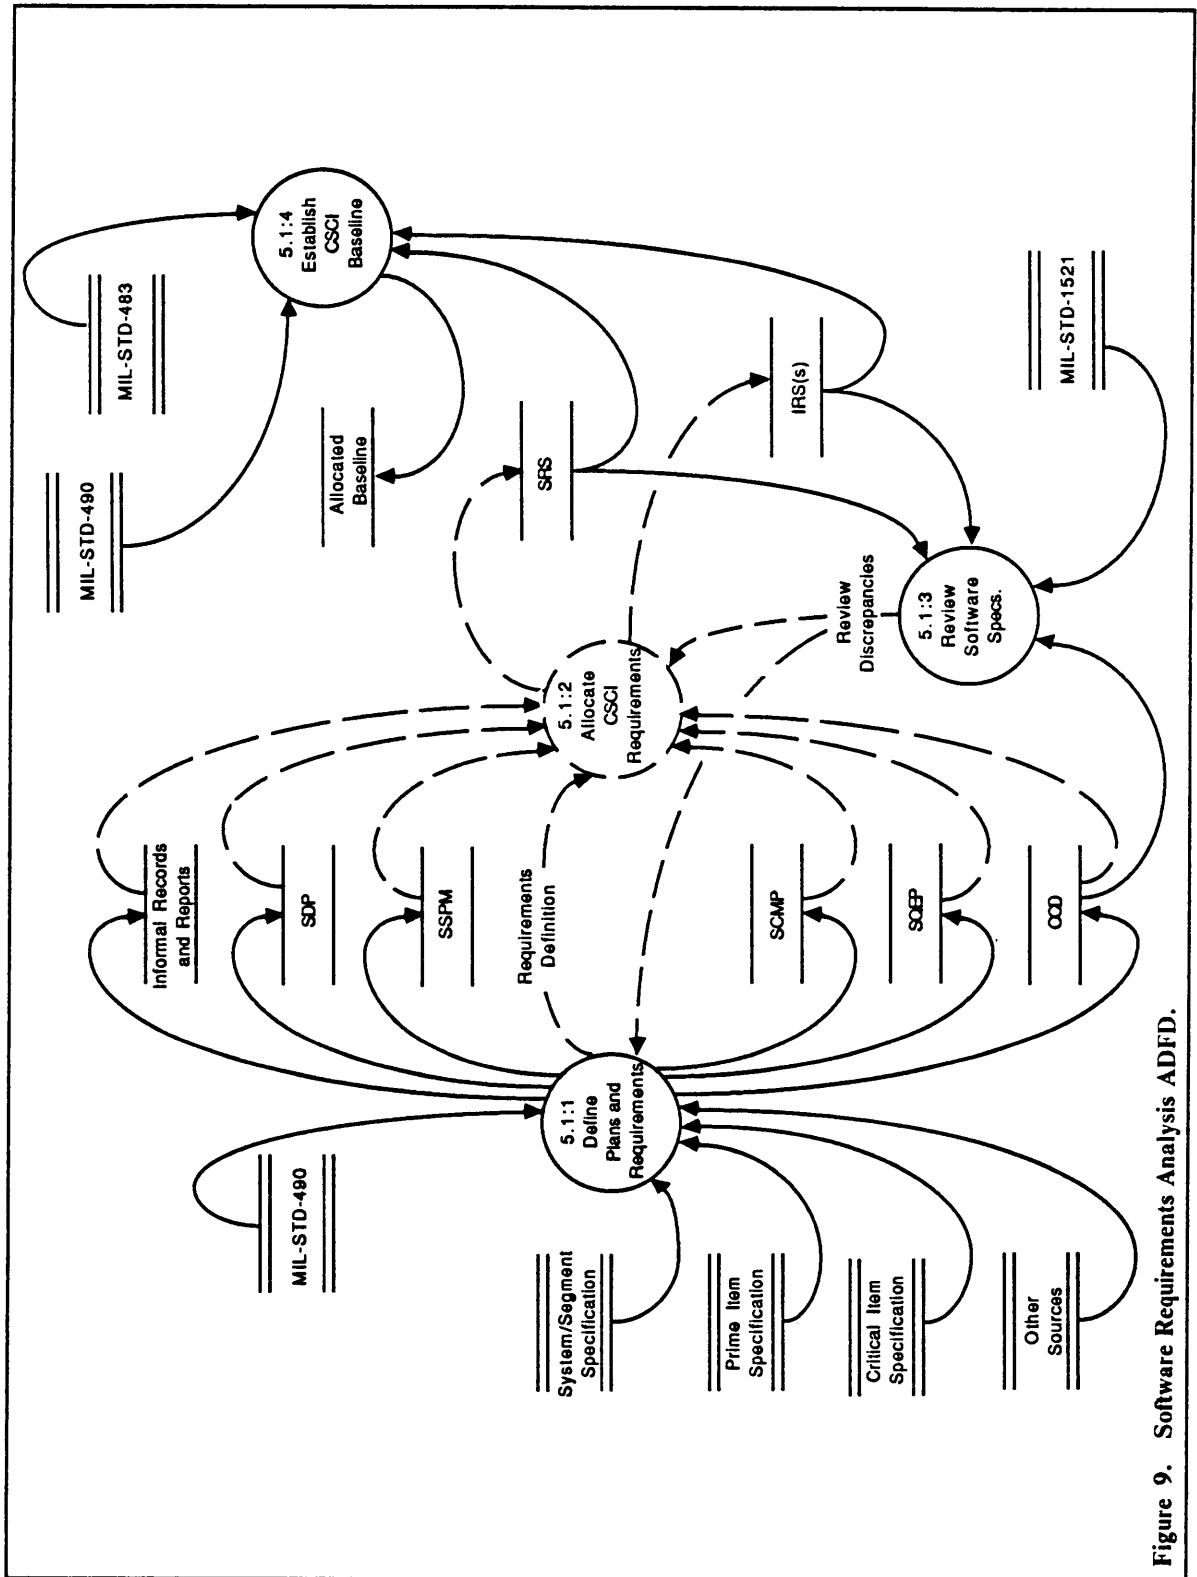 MIL-STD-490
MIL-STD-483
Informal Records
and Reports
MIL-STD-490
SDP
5.1:4
Establish
CSCI
Baseline
Allocated
Baseline
SSPM
Requirements
Definition
SRS
System/Segment
Specification
5.1:1
Define
Plans and
Requirements
5.1:2
Allocate
CSCI
Requirements
Prime Item
Specification
SCMP
IRS(s)
Review
Discrepancies
Critical Item
Specification
SQEP
5.1:3
Review
Software
Specs.
Other
Sources
OCD
MIL-STD-1521
Figure 9. Software Requirements Analysis ADFD.